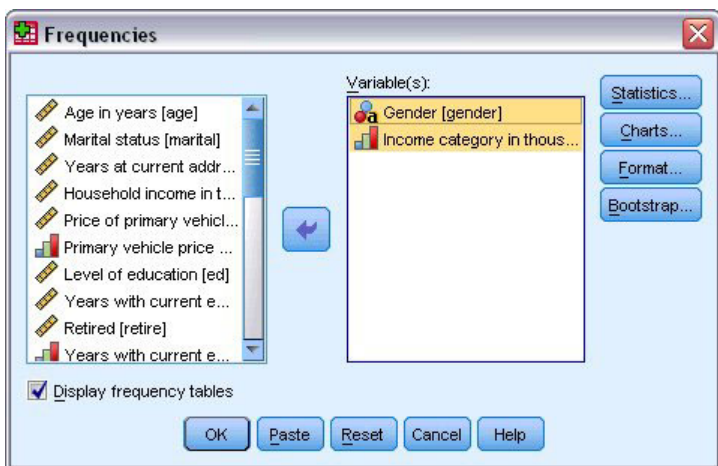 Frequencies
Age in years [age]
Marital status [marital]
Years at current addr...
Household income in t...
Price of primary vehicl...
Primary vehicle price ...
Level of education [ed]
Years with current e...
Retired [retire]
Years with current e...
Variable(s):
a Gender [gender]
Income category in thous...
Statistics...
Charts...
Format...
Bootstrap...
Display frequency tables
OK
Paste
Reset
Cancel
Help